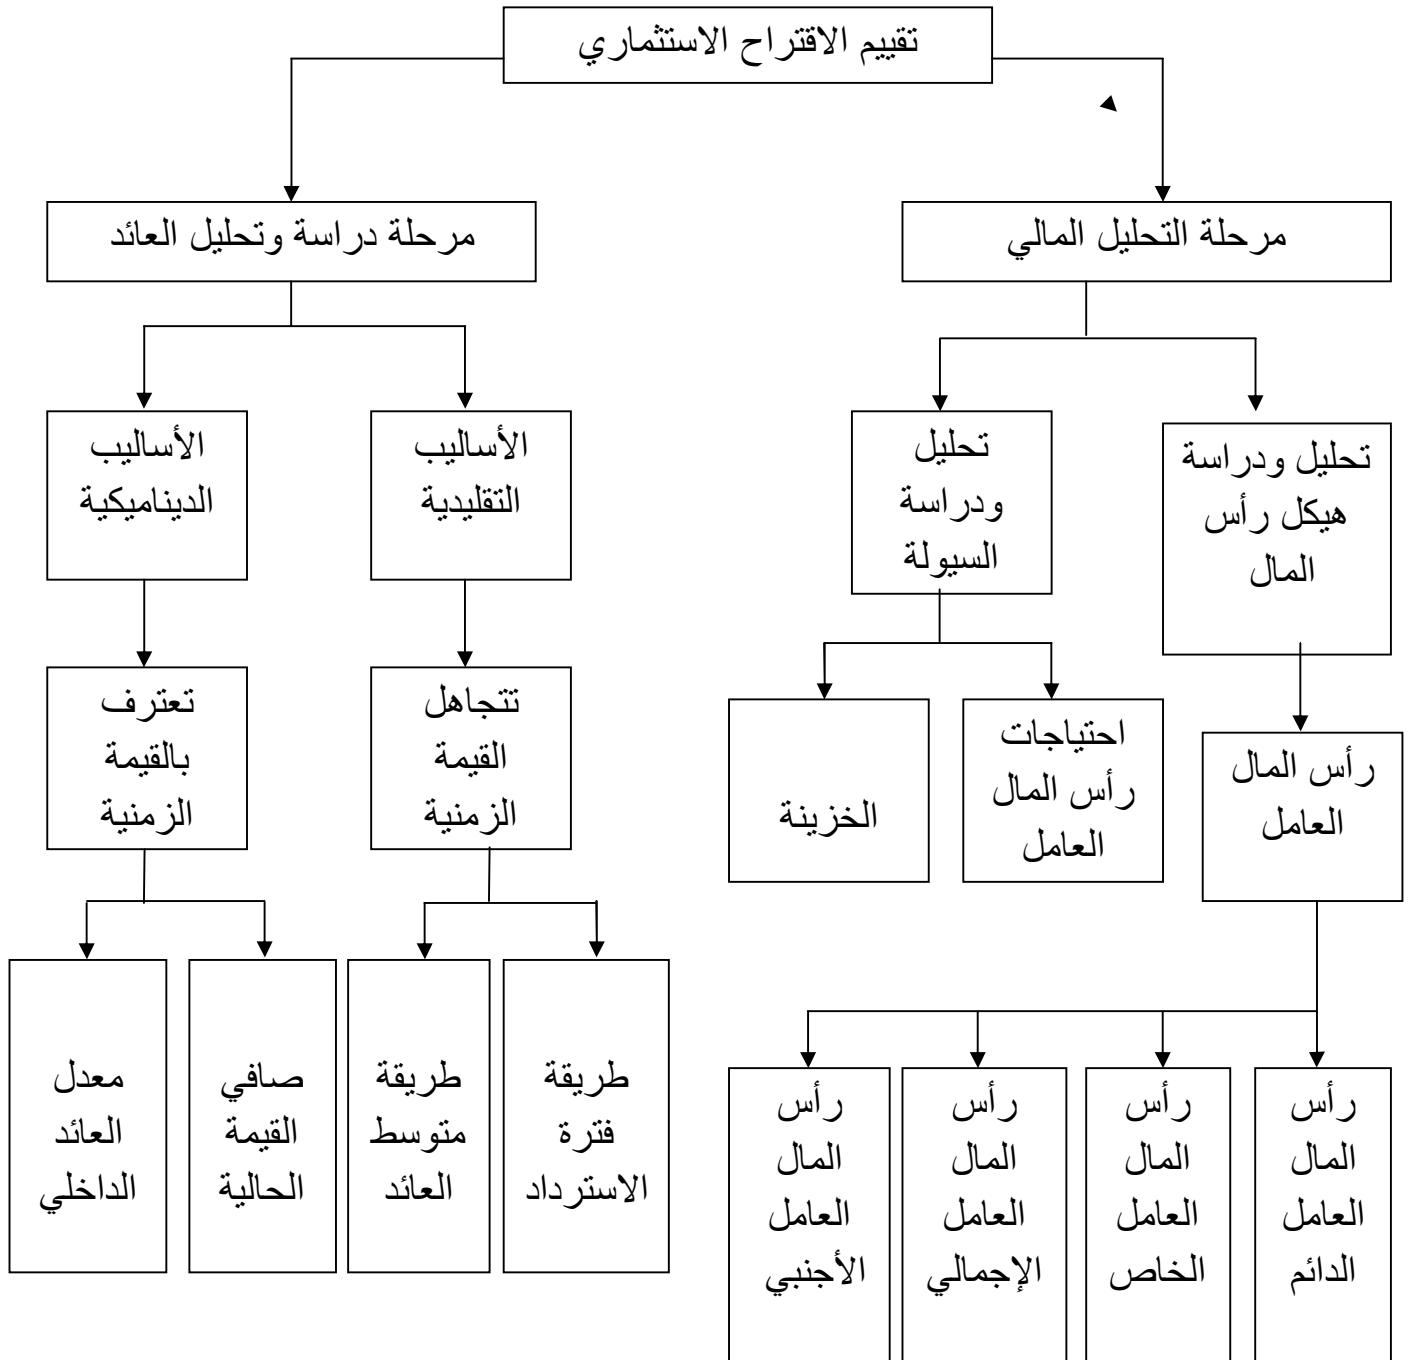 تقييم الاقتراح الاستثماري
مرحلة التحليل المالي
مرحلة دراسة وتحليل العائد
تحليل ودراسة
هيكل رأس
المال
تحليل
ودراسة
السيولة
الأساليب
التقليدية
الأساليب
الديناميكية
رأس المال
العامل
احتياجات
رأس المال
العامل
الخزينة
تتجاهل
القيمة
الزمنية
تعترف
بالقيمة
الزمنية
رأس
المال
العامل
الدائم
رأس
المال
العامل
الخاص
رأس
المال
العامل
الإجمالي
رأس
المال
العامل
الأجنبي
طريقة
فترة
الاسترداد
طريقة
متوسط
العائد
صافي
القيمة
الحالية
معدل
العائد
الداخلي